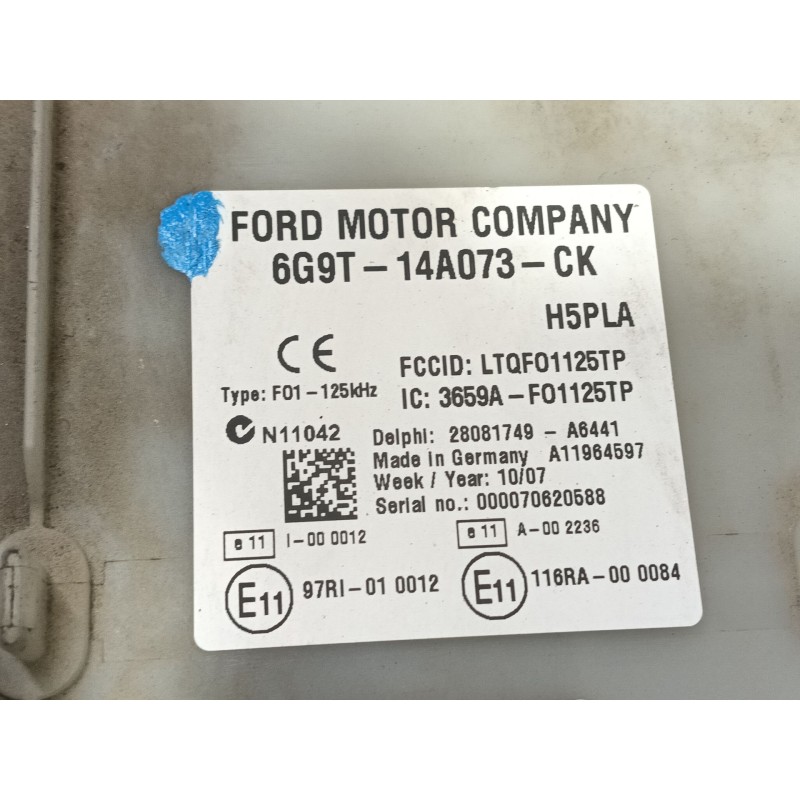 FORD MOTOR COMPANY
6G9T-14A073-CK
H5PLA
CE
FCCID: LTQFO1125TP
Type: FO1-125kHz
IC: 3659A-FO1125TP
N11042
Delphi: 28081749 - A6441
Made in Germany A11964597
Week / Year: 10/07
Serial no.: 000070620588
e 11 I-00 0012
e 11 A-00 2236
E11 97RI-01 0012
E11 116RA-00 0084